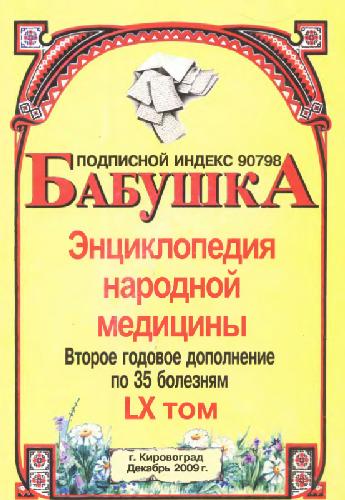 ПОДПИСНОЙ ИНДЕКС 90798
БАБУШКА
Энциклопедия
народной
медицины
Второе годовое дополнение
по 35 болезням
LX том
г. Кировоград
Декабрь 2009 г.